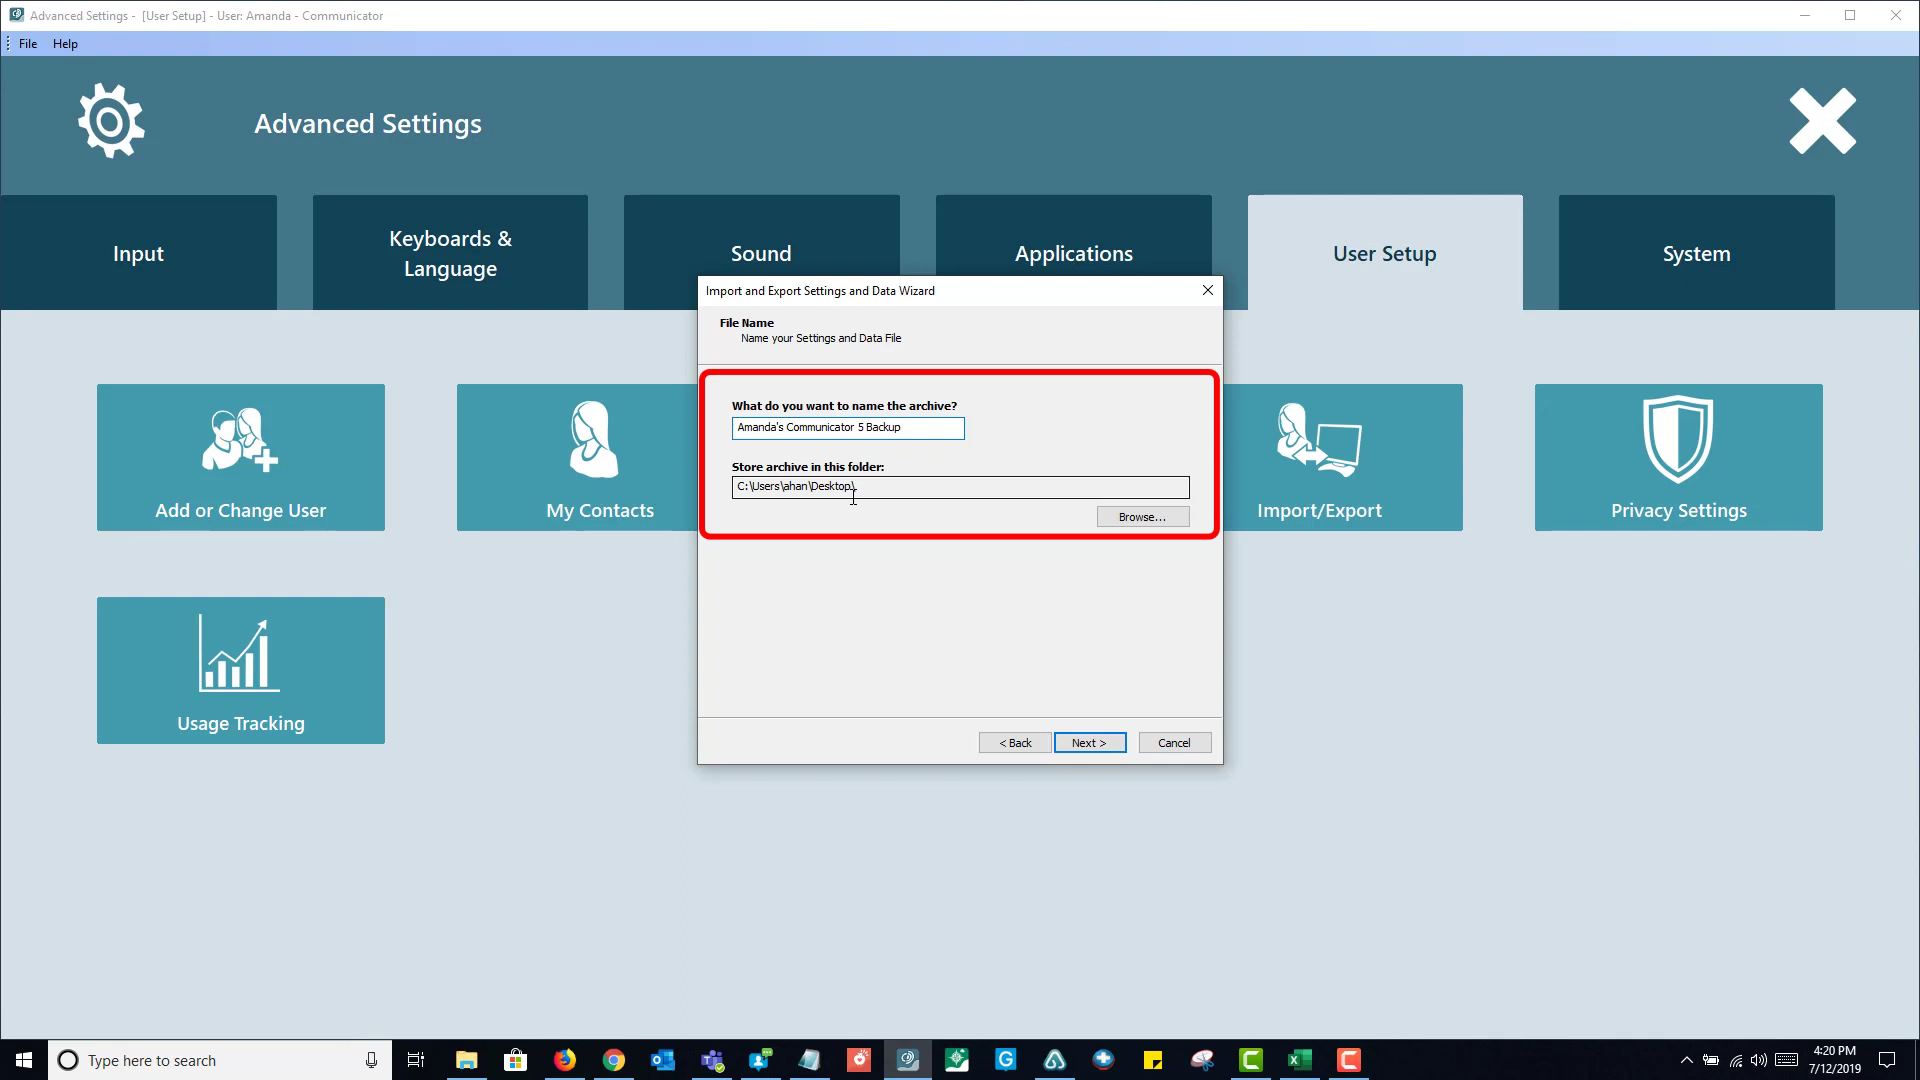 Advanced Settings - [User Setup] - User: Amanda - Communicator
File Help
Advanced Settings
Input
Keyboards &
Language
Sound
Applications
User Setup
System
Import and Export Settings and Data Wizard
File Name
Name your Settings and Data File
What do you want to name the archive?
Amanda's Communicator 5 Backup
Store archive in this folder:
C:\Users\ahan\Desktop\
Browse...
Add or Change User
My Contacts
Import/Export
Privacy Settings
Usage Tracking
< Back
Next >
Cancel
Type here to search
4:20 PM
7/12/2019